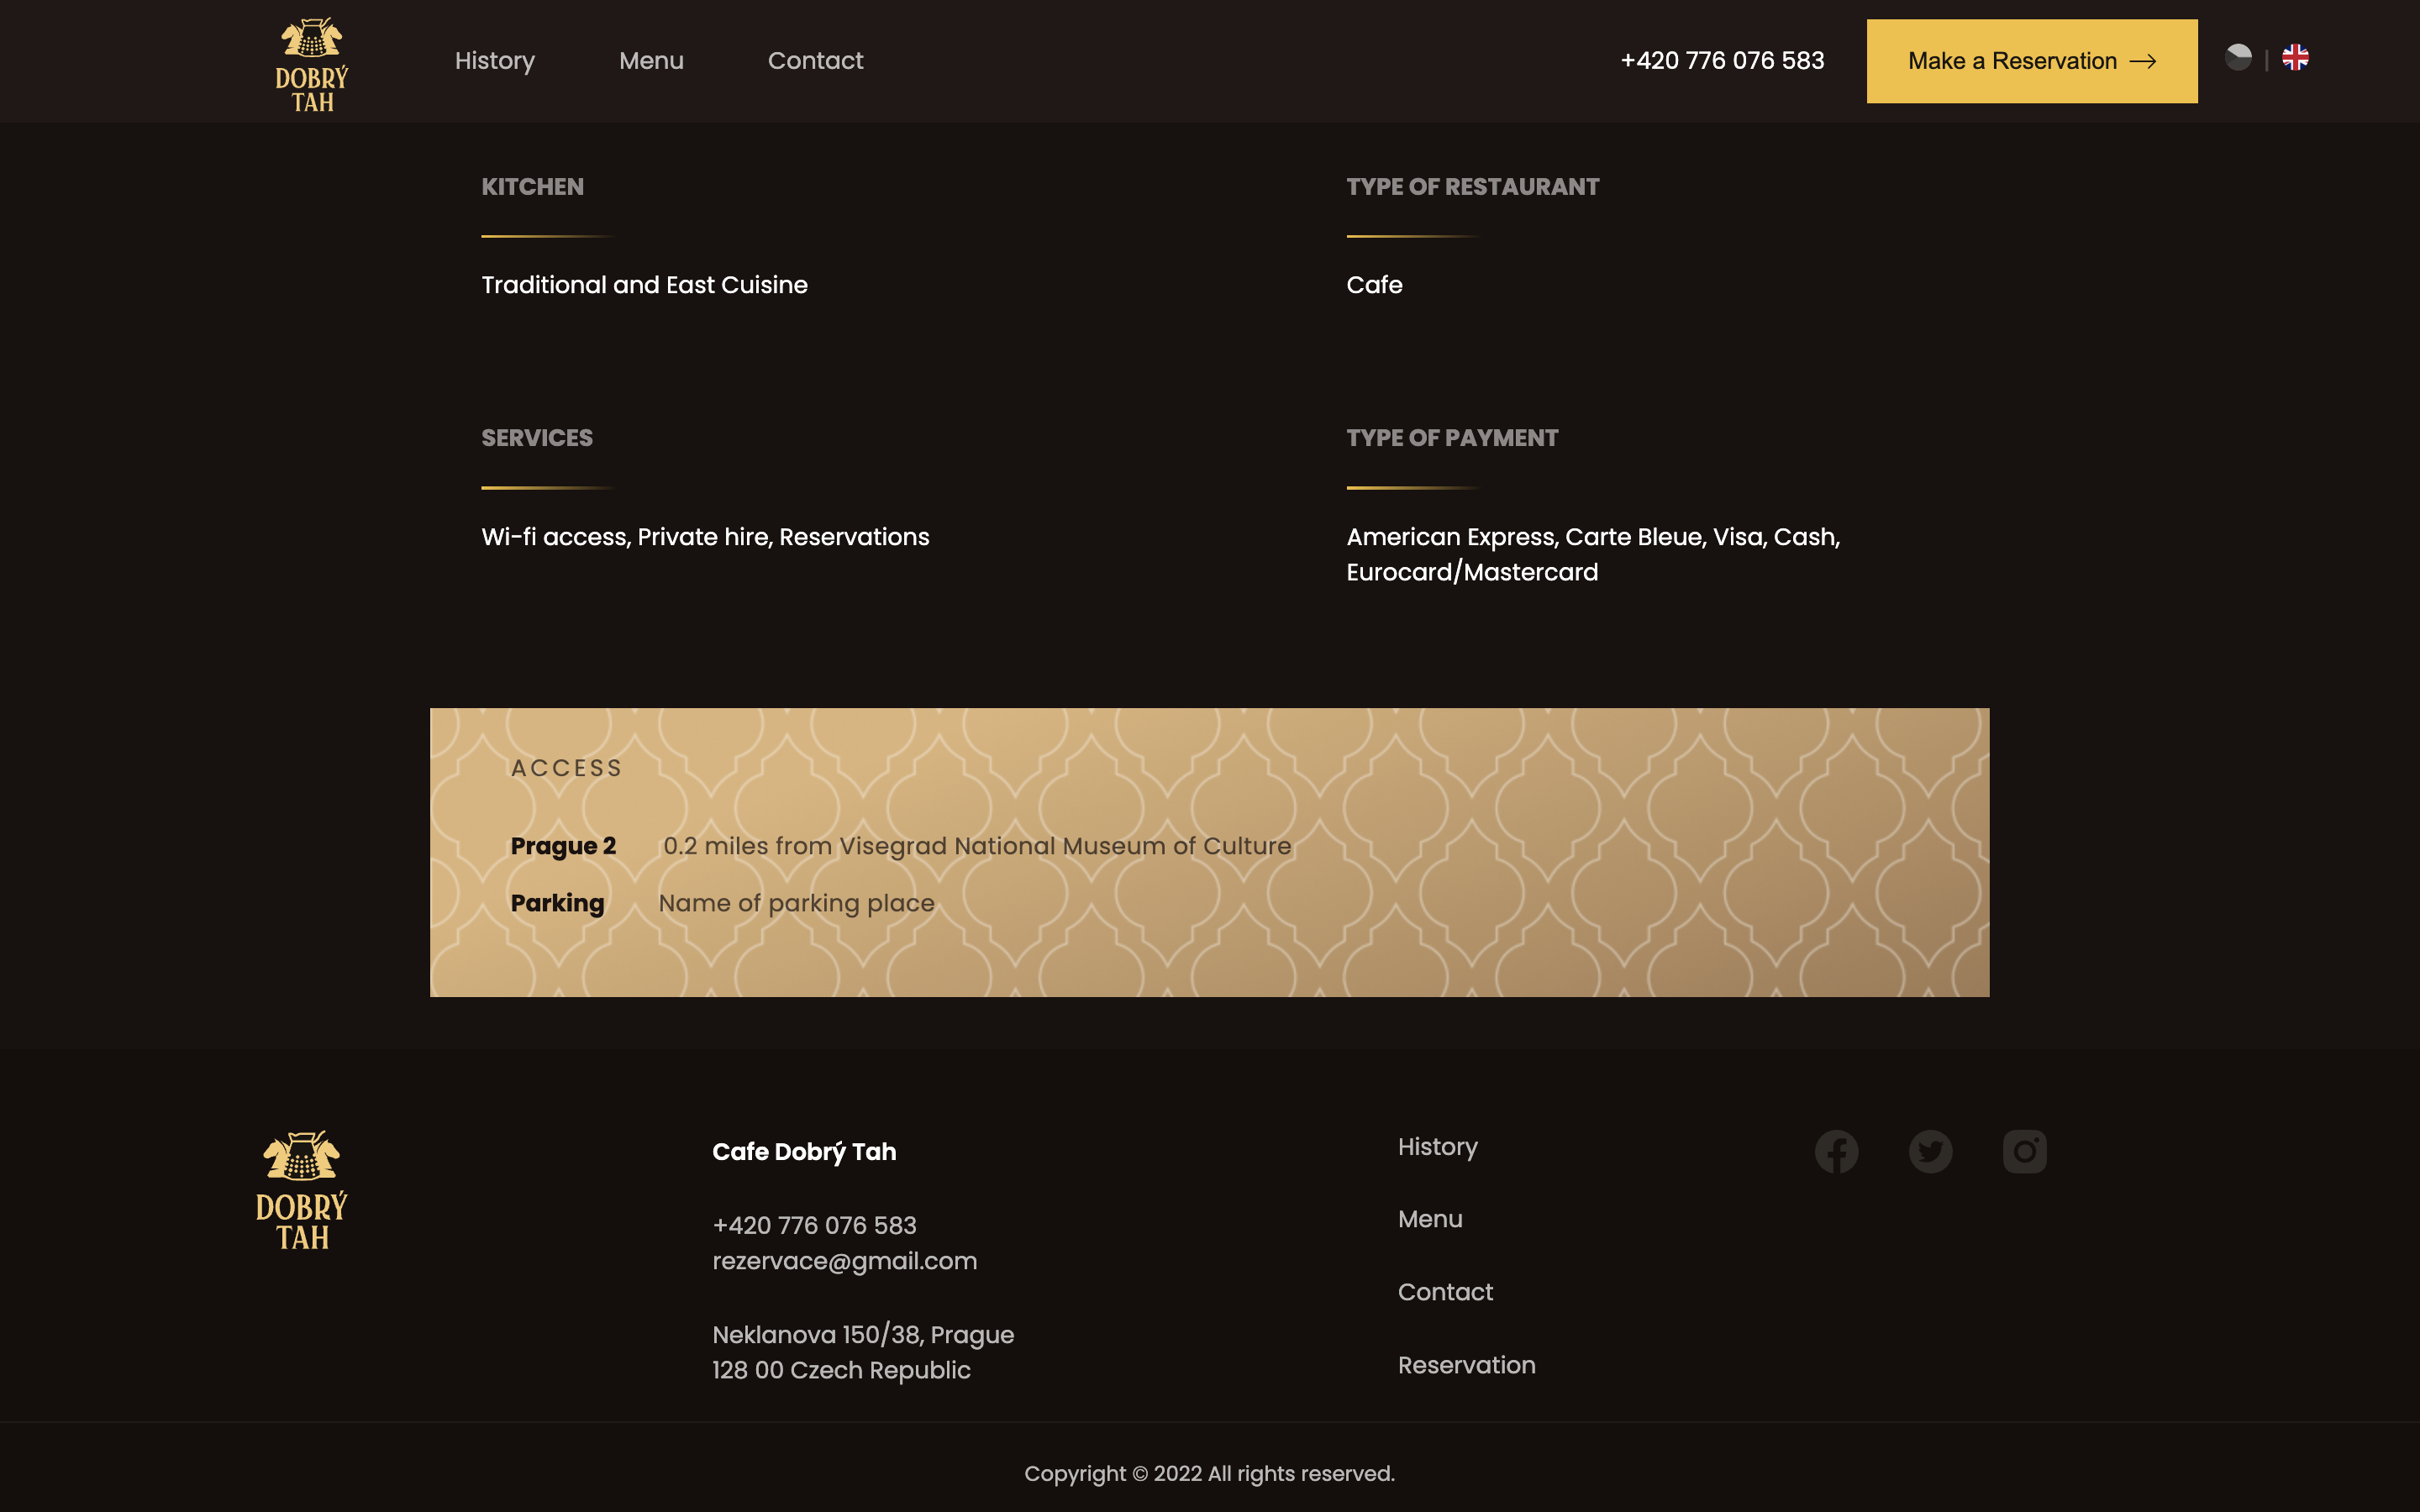 DOBRÝ
TAH
History
Menu
Contact
+420 776 076 583
Make a Reservation →
|
KITCHEN
Traditional and East Cuisine
TYPE OF RESTAURANT
Cafe
SERVICES
Wi-fi access, Private hire, Reservations
TYPE OF PAYMENT
American Express, Carte Bleue, Visa, Cash,
Eurocard/Mastercard
ACCESS
Prague 2 0.2 miles from Visegrad National Museum of Culture
Parking Name of parking place
DOBRÝ
TAH
Cafe Dobrý Tah
+420 776 076 583
rezervace@gmail.com
Neklanova 150/38, Prague
128 00 Czech Republic
History
Menu
Contact
Reservation
Copyright © 2022 All rights reserved.